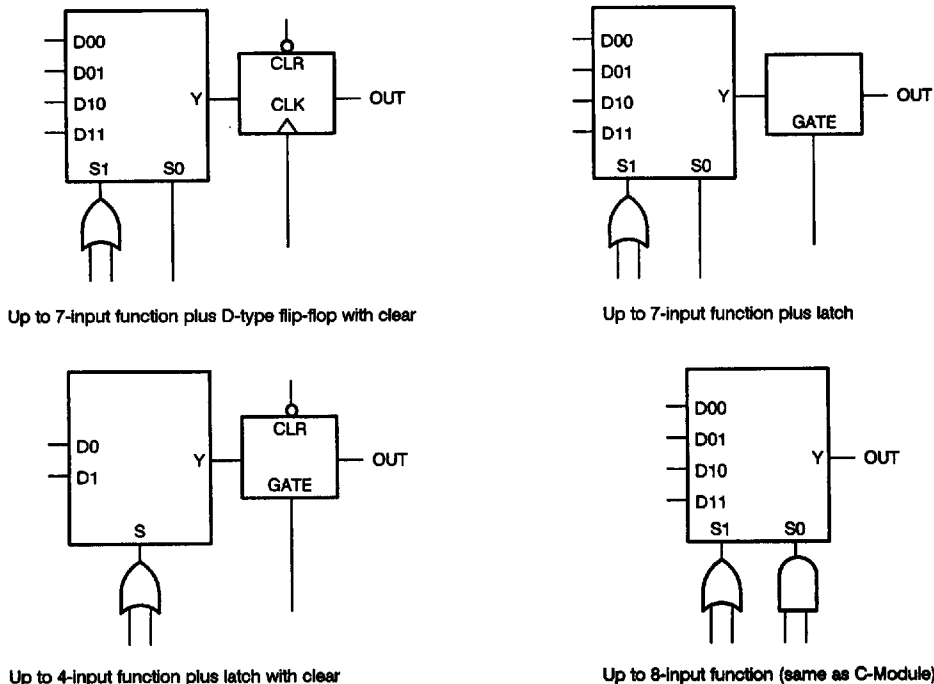 D00
D01
D10
D11
Y
S1 S0
CLR
CLK
OUT
Up to 7-input function plus D-type flip-flop with clear
D00
D01
D10
D11
Y
S1 S0
GATE
OUT
Up to 7-input function plus latch
D0
D1
Y
S
CLR
GATE
OUT
Up to 4-input function plus latch with clear
D00
D01
D10
D11
Y
S1 S0
OUT
Up to 8-input function (same as C-Module)